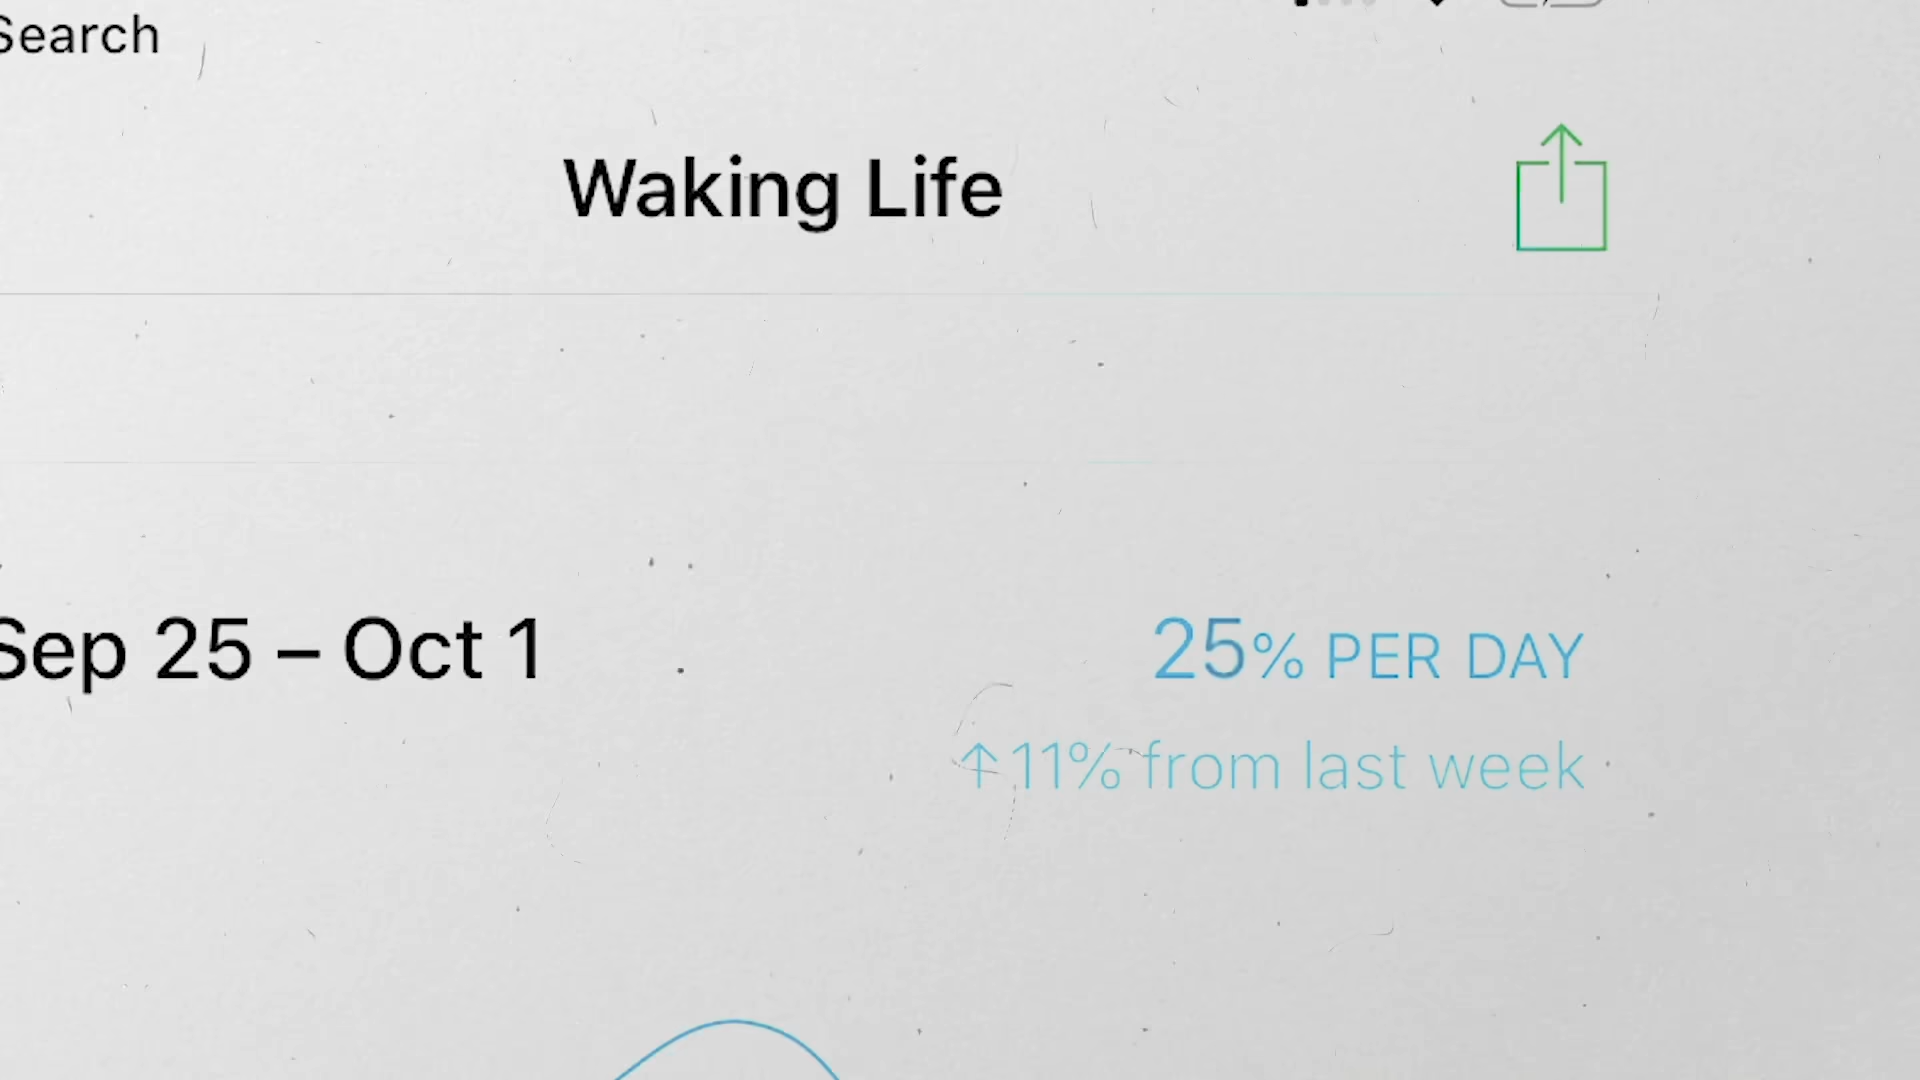 Search
Waking Life
Sep 25 – Oct 1
25% PER DAY
↑11% from last week